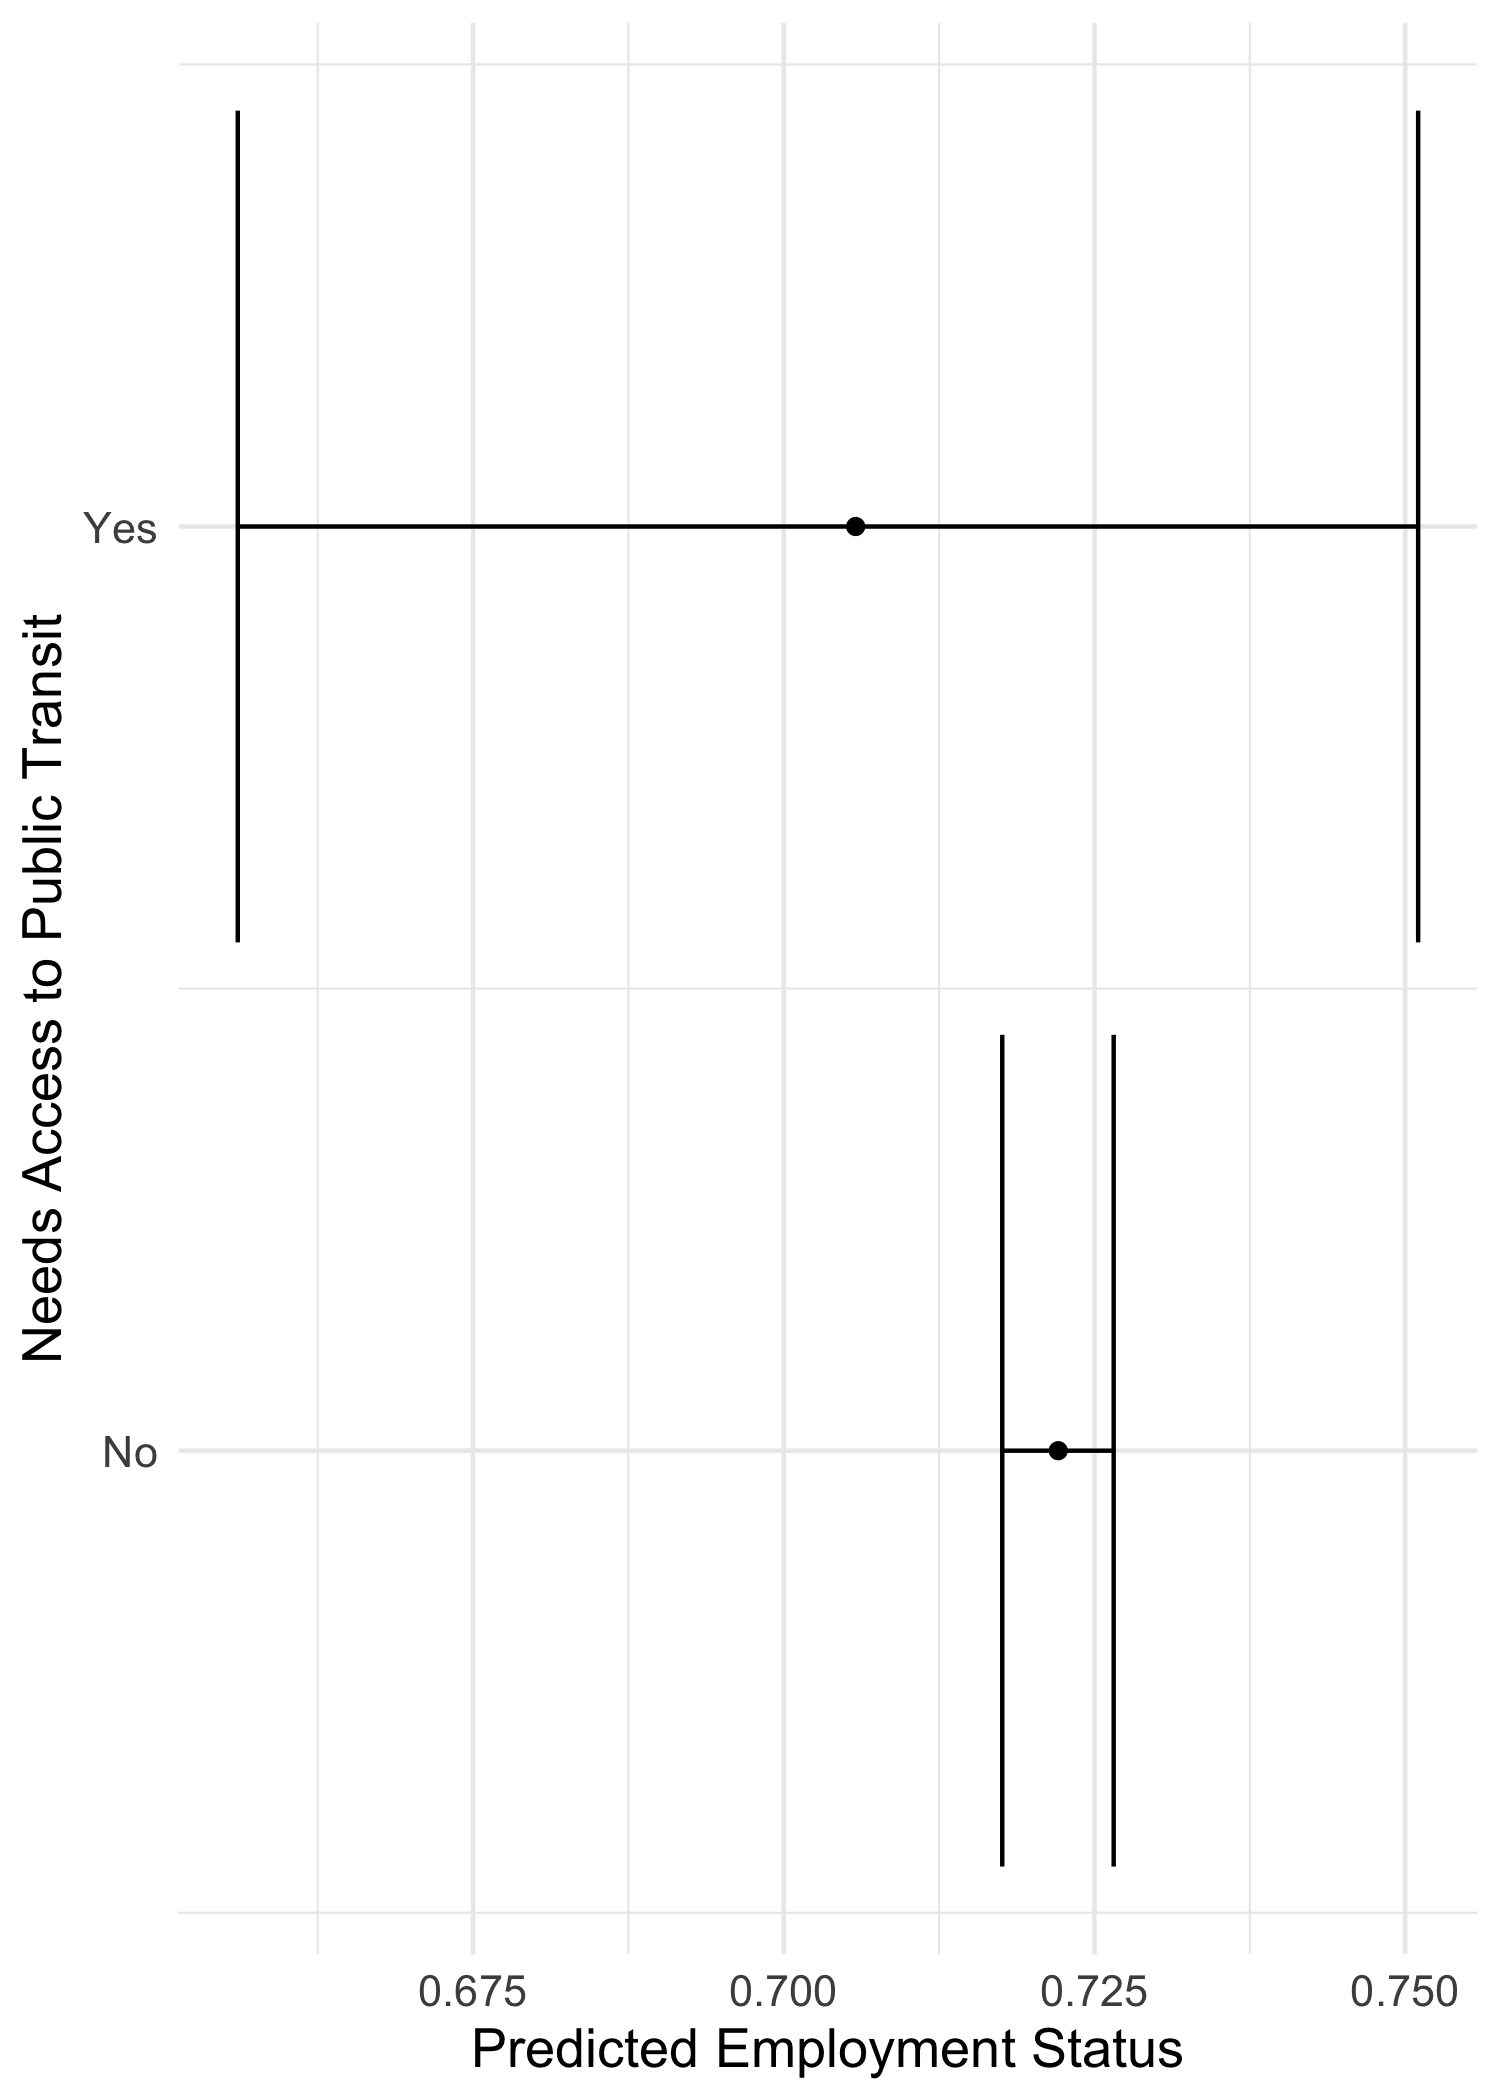 Needs Access to Public Transit
Yes
No
0.675 0.700 0.725 0.750
Predicted Employment Status